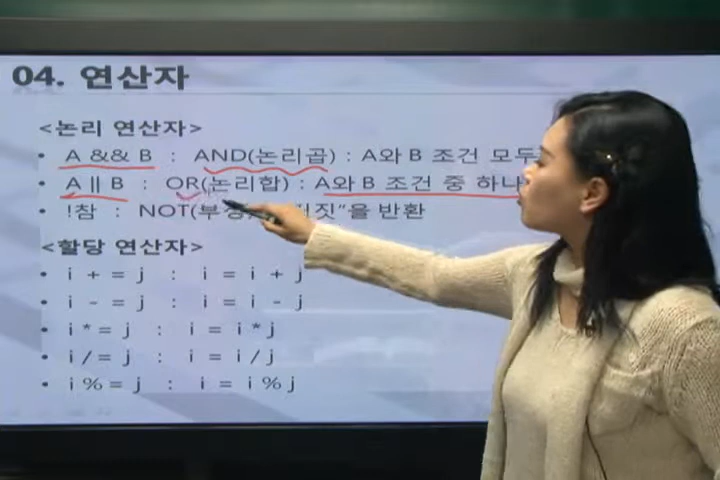 04. 연산자
<논리 연산자>
• A && B : AND(논리곱) : A와 B 조건 모두
• A || B : OR(논리합) : A와 B 조건 중 하나
• !참 : NOT( "을 반환
<할당 연산자>
• i + = j : i = i + j
• i - = j : i = i - j
• i * = j : i = i * j
• i / = j : i = i / j
• i % = j : i = i % j